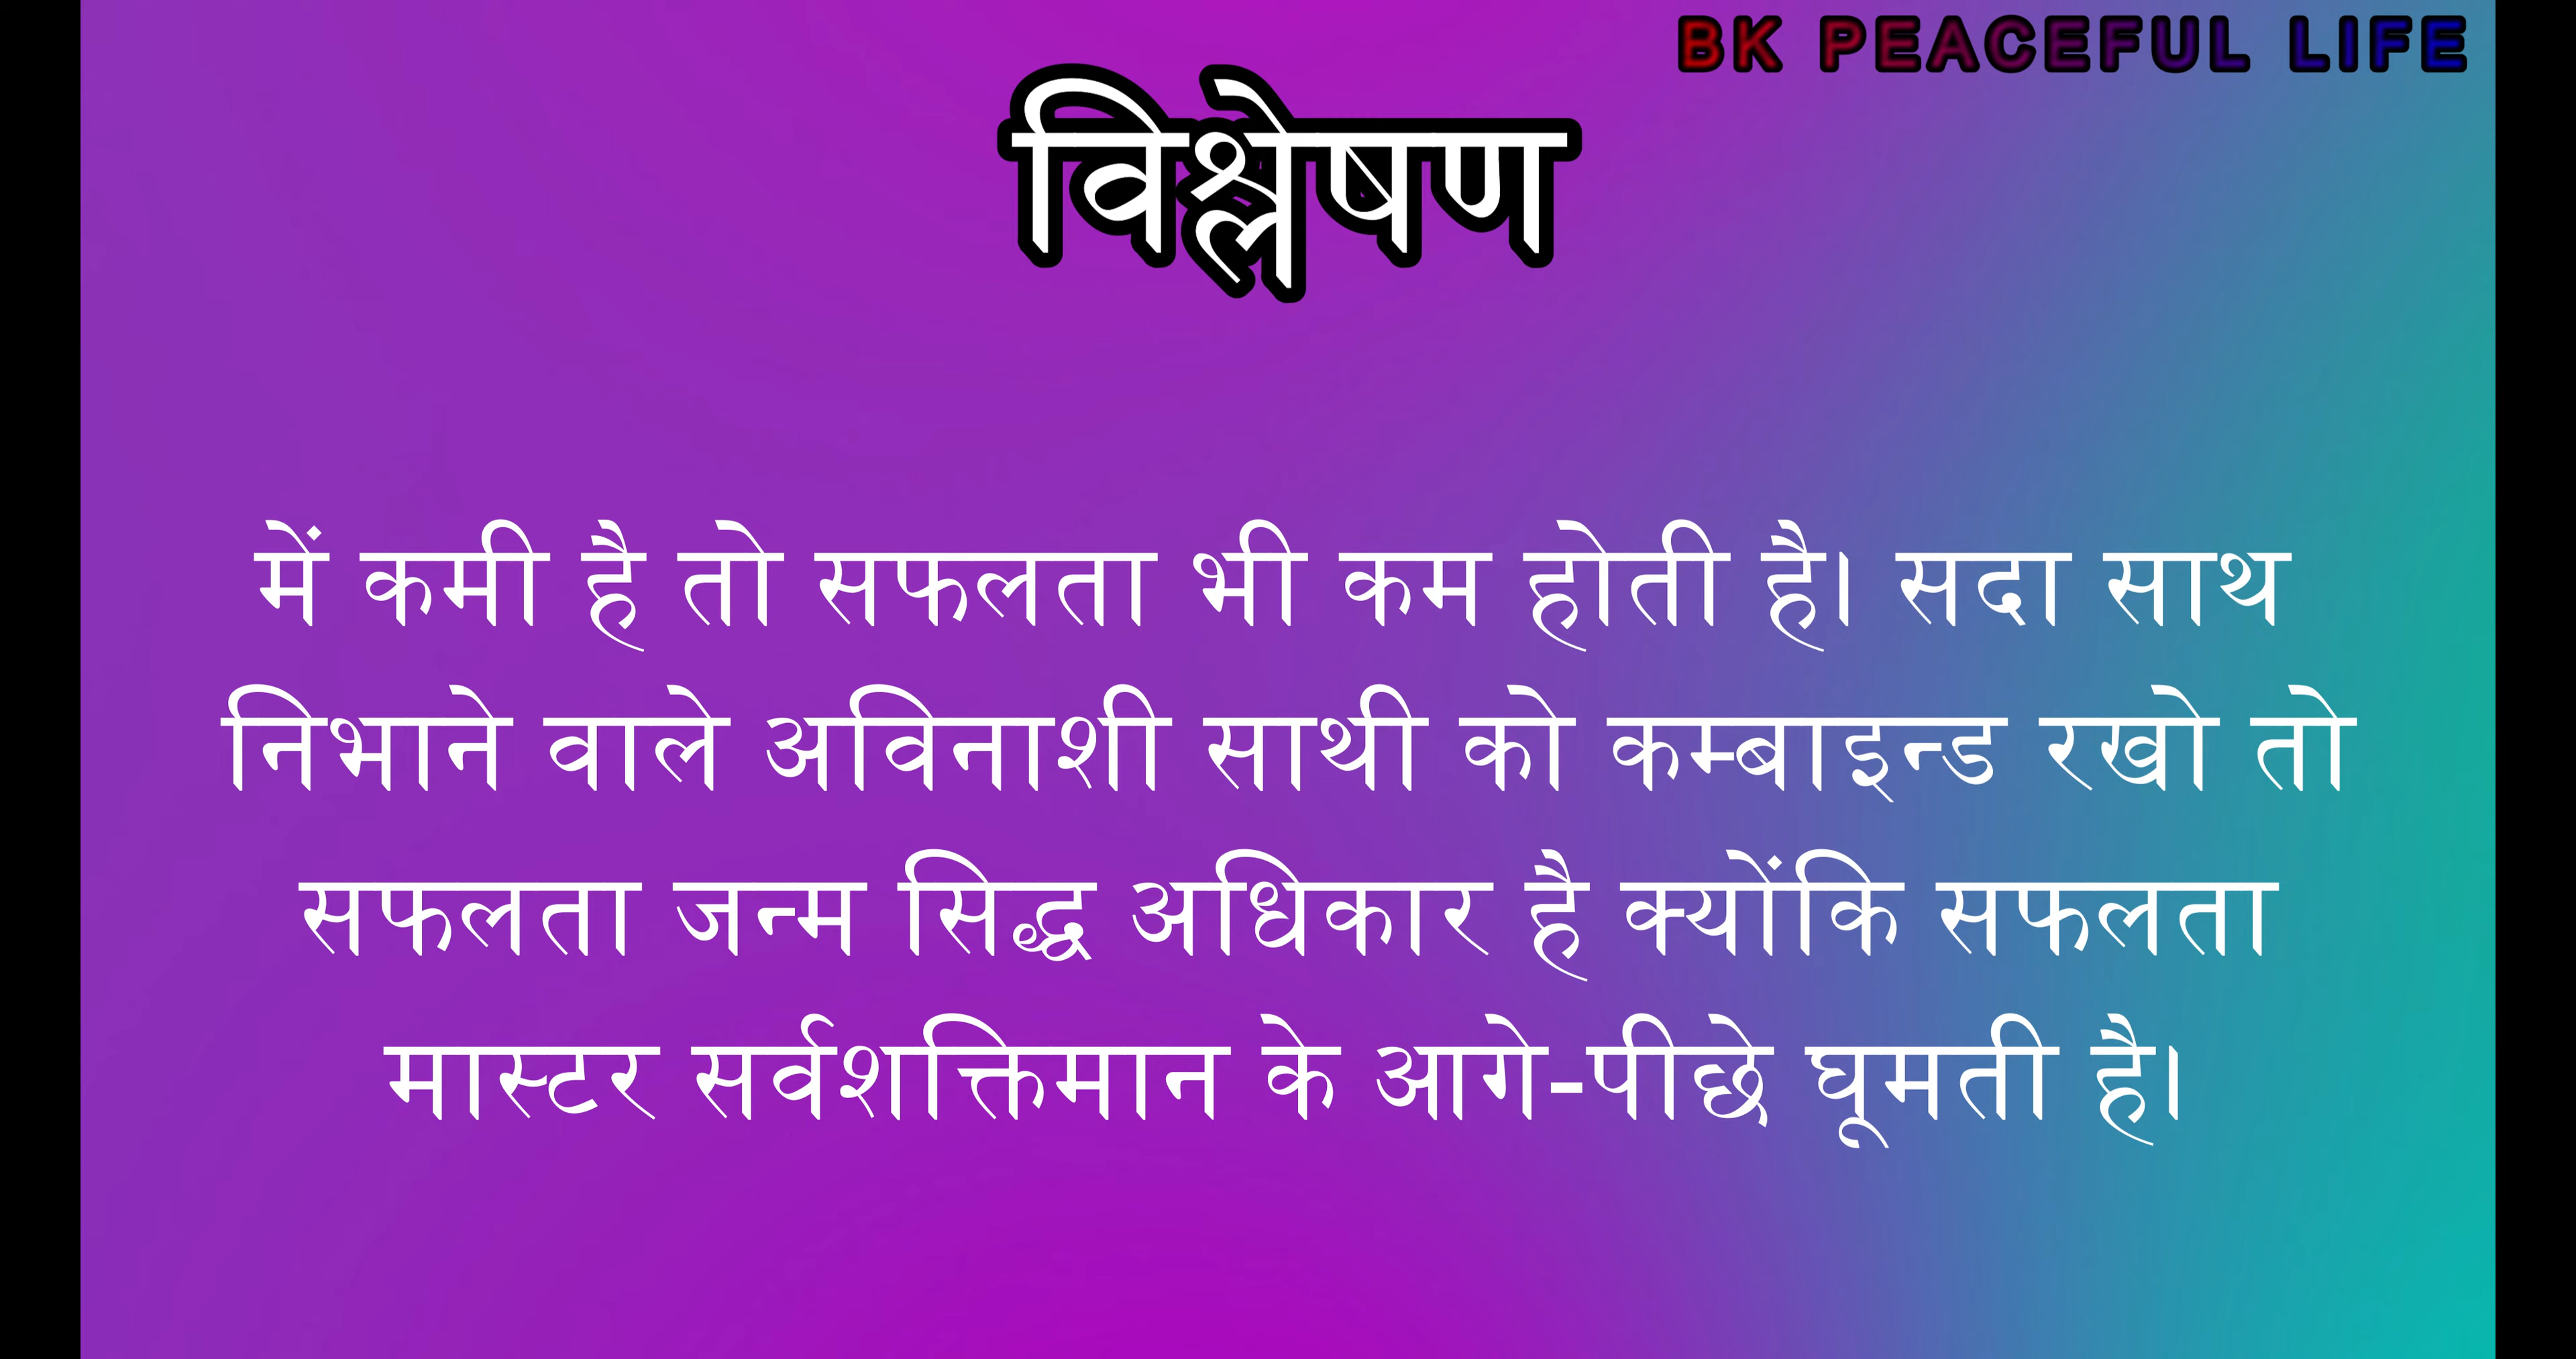 BK PEACEFUL LIFE
विश्लेषण
में कमी है तो सफलता भी कम होती है। सदा साथ
निभाने वाले अविनाशी साथी को कम्बाइन्ड रखो तो
सफलता जन्म सिद्ध अधिकार है क्योंकि सफलता
मास्टर सर्वशक्तिमान के आगे-पीछे घूमती है।